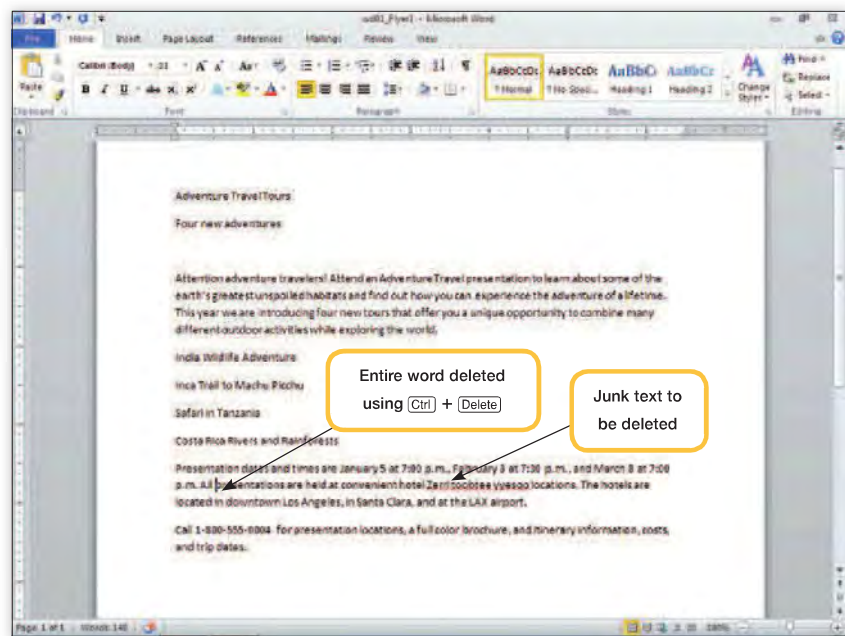 wd01_Flyer1 - Microsoft Word
File Home Insert Page Layout References Mailings Review View
Calibri (Body) 11 A A Aa
Find
AaBbCcDc AaBbCcDc AaBbC AaBbCc A
Replace
Paste
B I U abc X₂ X² A
¶ Normal ¶ No Spaci... Heading 1 Heading 2 Change
Styles
Select
Clipboard Font Paragraph Styles Editing
Adventure Travel Tours
Four new adventures
Attention adventure travelers! Attend an Adventure Travel presentation to learn about some of the
earth's greatest unspoiled habitats and find out how you can experience the adventure of a lifetime.
This year we are introducing four new tours that offer you a unique opportunity to combine many
different outdoor activities while exploring the world.
India Wildlife Adventure
Inca Trail to Machu Picchu
Safari in Tanzania
Costa Rica Rivers and Rainforests
Entire word deleted
using Ctrl + Delete
Junk text to
be deleted
Presentation dates and times are January 5 at 7:00 p.m., February 3 at 7:30 p.m., and March 8 at 7:00
p.m. All presentations are held at convenient hotel locations. The hotels are
located in downtown Los Angeles, in Santa Clara, and at the LAX airport.
Call 1-800-555-0004 for presentation locations, a full color brochure, and itinerary information, costs,
and trip dates.
Page: 1 of 1 Words: 140 100%